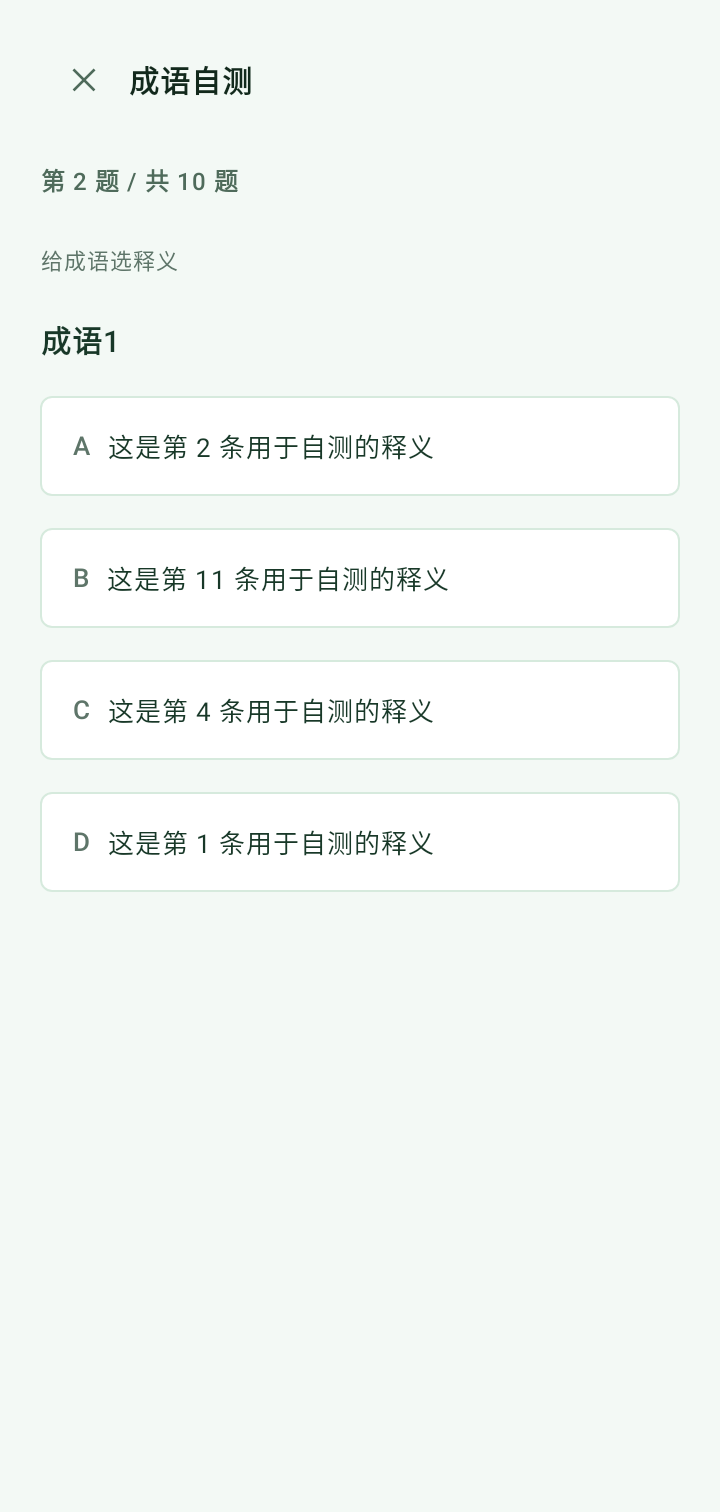 成语自测
第 2 题 / 共 10 题
给成语选释义
成语1
A 这是第 2 条用于自测的释义
B 这是第 11 条用于自测的释义
C 这是第 4 条用于自测的释义
D 这是第 1 条用于自测的释义